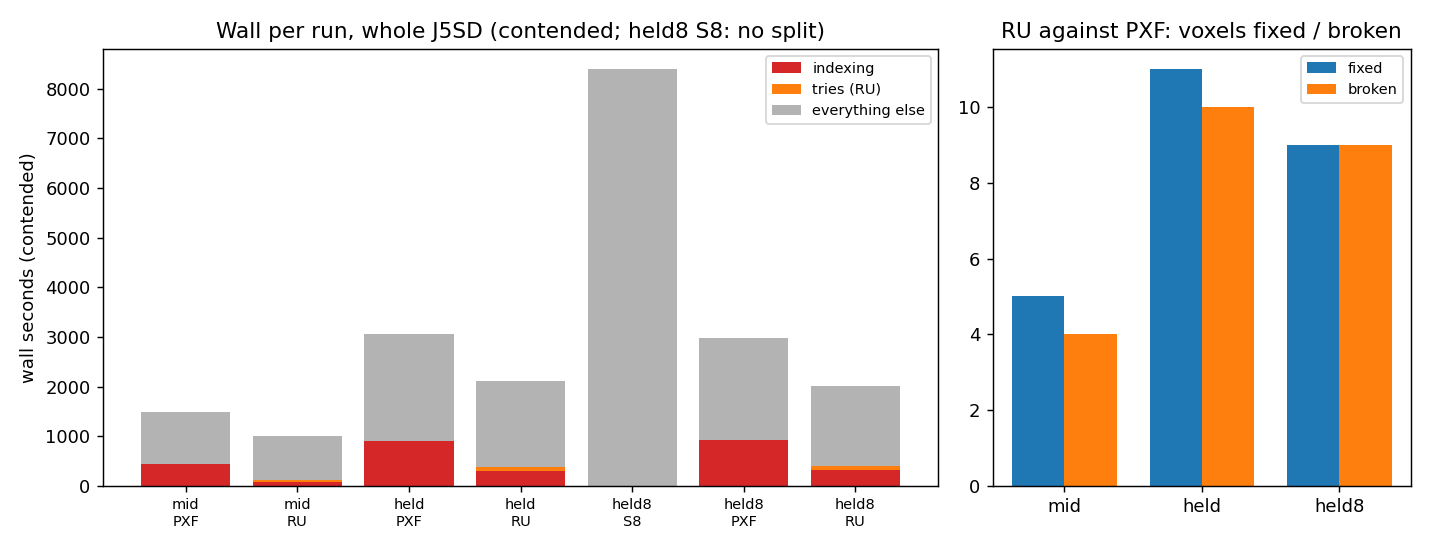 Wall per run, whole J5SD (contended; held8 S8: no split)
wall seconds (contended)
8000
7000
6000
5000
4000
3000
2000
1000
0
indexing
tries (RU)
everything else
mid
PXF
mid
RU
held
PXF
held
RU
held8
S8
held8
PXF
held8
RU
RU against PXF: voxels fixed / broken
10
8
6
4
2
0
fixed
broken
mid
held
held8